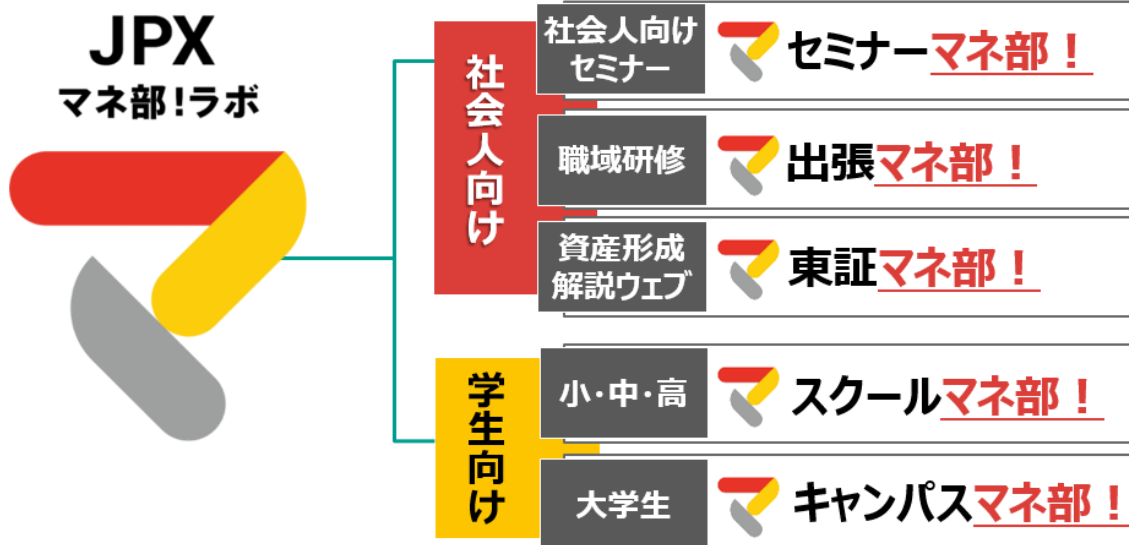 JPX
マネ部!ラボ
社会人向け
社会人向け
セミナー
セミナーマネ部！
職域研修
出張マネ部！
資産形成
解説ウェブ
東証マネ部！
学生向け
小・中・高
スクールマネ部！
大学生
キャンパスマネ部！